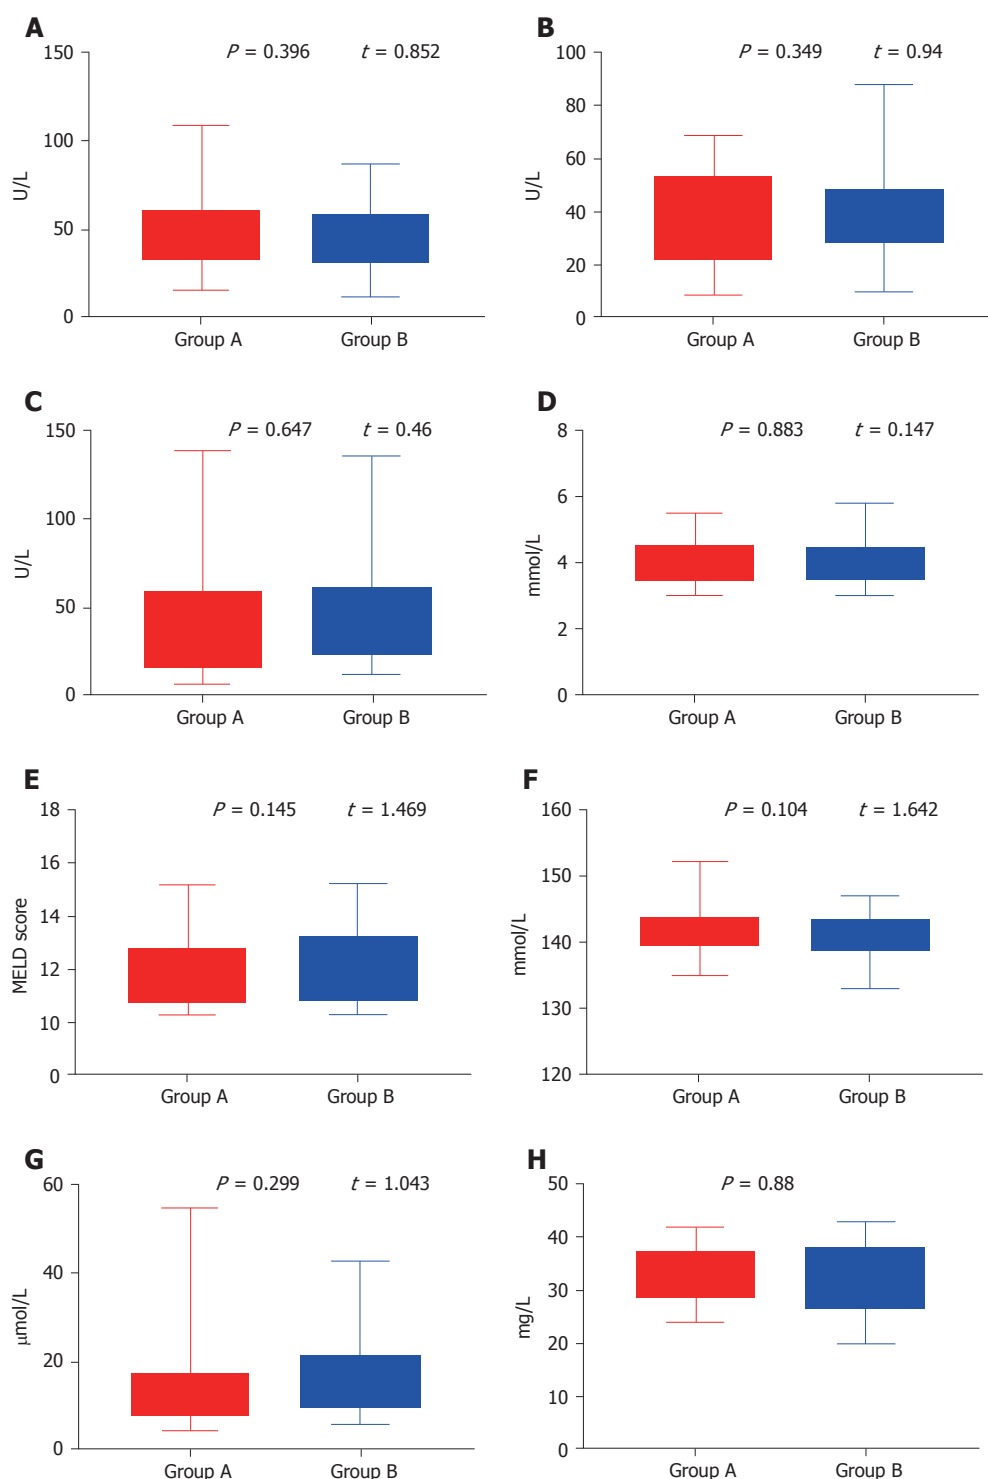 A
B
P = 0.396 t = 0.852
P = 0.349 t = 0.94
150
100
50
0
U/L
Group A Group B
100
80
60
40
20
0
U/L
Group A Group B
C
D
P = 0.647 t = 0.46
P = 0.883 t = 0.147
150
100
50
0
U/L
Group A Group B
8
6
4
2
0
mmol/L
Group A Group B
E
F
P = 0.145 t = 1.469
P = 0.104 t = 1.642
18
16
14
12
10
0
MELD score
Group A Group B
160
150
140
130
120
mmol/L
Group A Group B
G
H
P = 0.299 t = 1.043
P = 0.88
60
40
20
0
μmol/L
Group A Group B
50
40
30
20
10
0
mg/L
Group A Group B